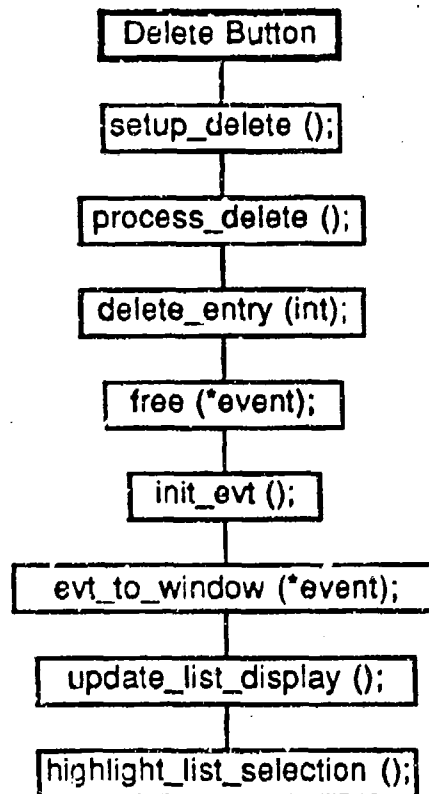 Delete Button
setup_delete ();
process_delete ();
delete_entry (int);
free (*event);
init_evt ();
evt_to_window (*event);
update_list_display ();
highlight_list_selection ();